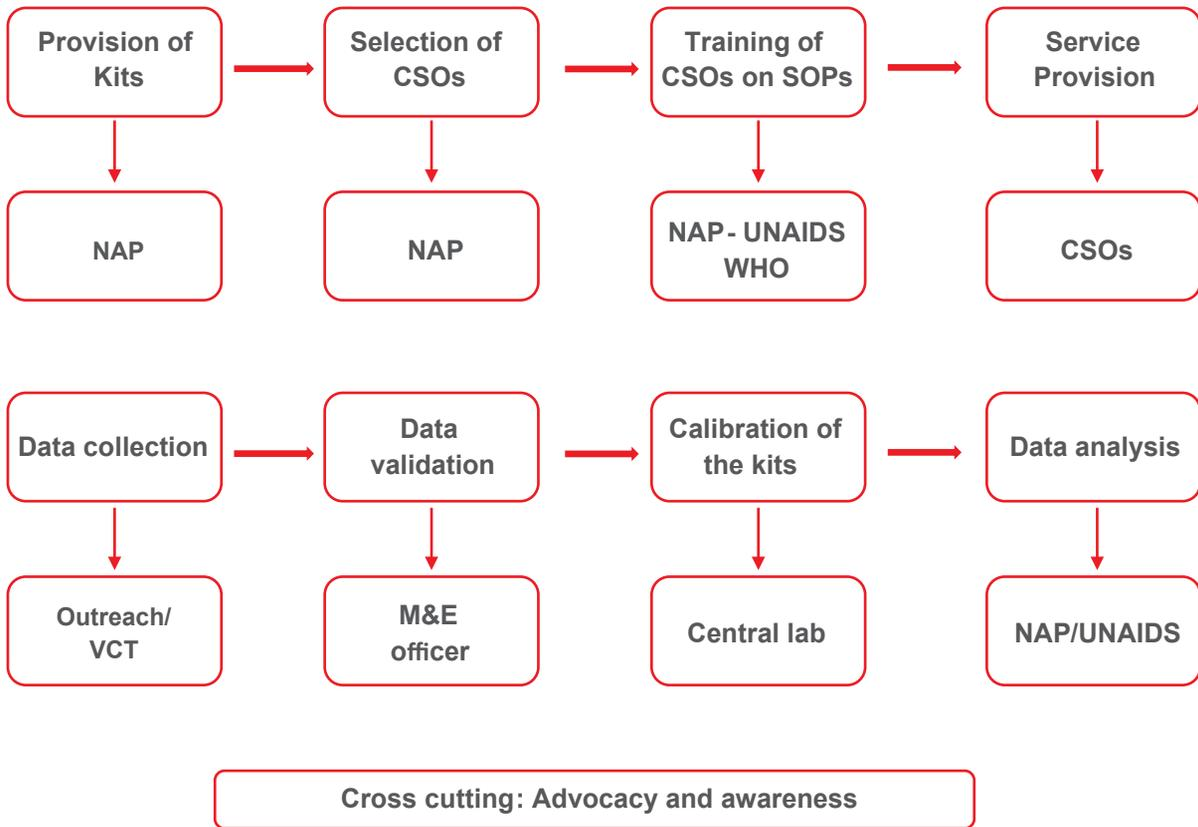 Provision of
Kits
Selection of
CSOs
Training of
CSOs on SOPs
Service
Provision
NAP
NAP
NAP - UNAIDS
WHO
CSOs
Data collection
Data
validation
Calibration of
the kits
Data analysis
Outreach/
VCT
M&E
officer
Central lab
NAP/UNAIDS
Cross cutting: Advocacy and awareness